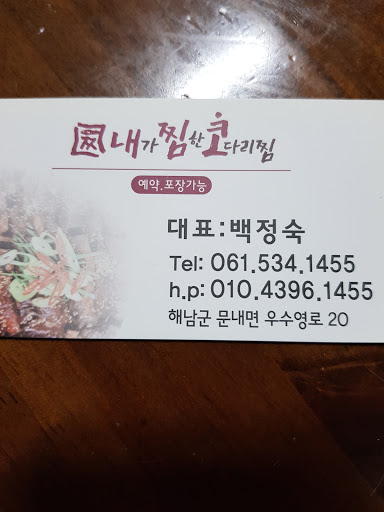 내가찜한코다리찜
예약.포장가능
대표:백정숙
Tel: 061.534.1455
h.p: 010.4396.1455
해남군 문내면 우수영로 20